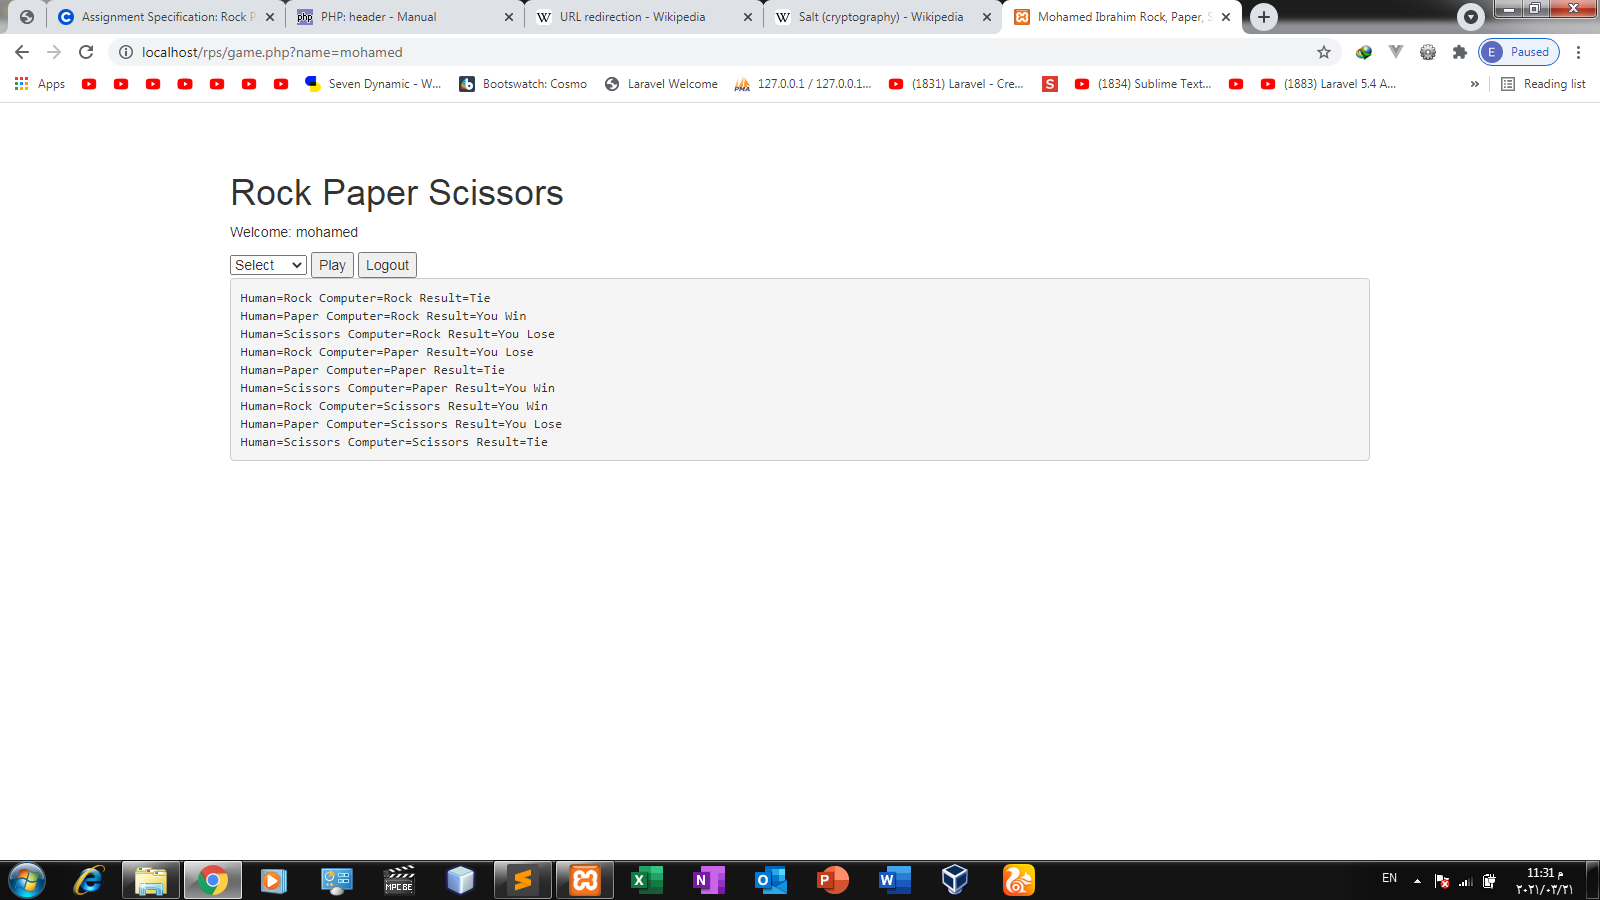 Assignment Specification: Rock P
PHP: header - Manual
URL redirection - Wikipedia
Salt (cryptography) - Wikipedia
Mohamed Ibrahim Rock, Paper, S
localhost/rps/game.php?name=mohamed
E Paused
Apps
Seven Dynamic - W...
Bootswatch: Cosmo
Laravel Welcome
127.0.0.1 / 127.0.0.1...
(1831) Laravel - Cre...
(1834) Sublime Text...
(1883) Laravel 5.4 A...
»
Reading list
Rock Paper Scissors
Welcome: mohamed
Select Play Logout
Human=Rock Computer=Rock Result=Tie
Human=Paper Computer=Rock Result=You Win
Human=Scissors Computer=Rock Result=You Lose
Human=Rock Computer=Paper Result=You Lose
Human=Paper Computer=Paper Result=Tie
Human=Scissors Computer=Paper Result=You Win
Human=Rock Computer=Scissors Result=You Win
Human=Paper Computer=Scissors Result=You Lose
Human=Scissors Computer=Scissors Result=Tie
EN
11:31 م
٢٠٢١/٠٣/٢١